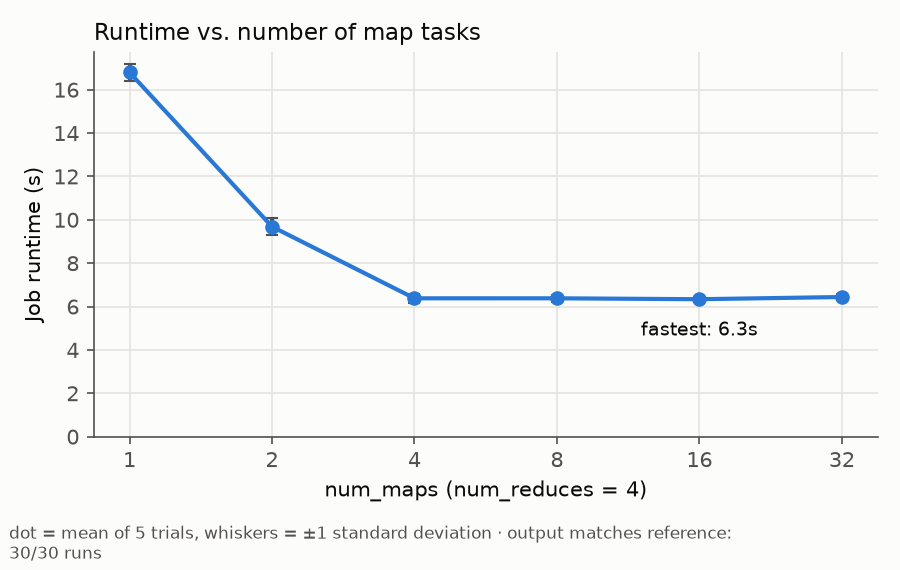 Runtime vs. number of map tasks
Job runtime (s)
16
14
12
10
8
6
4
2
0
fastest: 6.3s
1 2 4 8 16 32
num_maps (num_reduces = 4)
dot = mean of 5 trials, whiskers = ±1 standard deviation · output matches reference:
30/30 runs